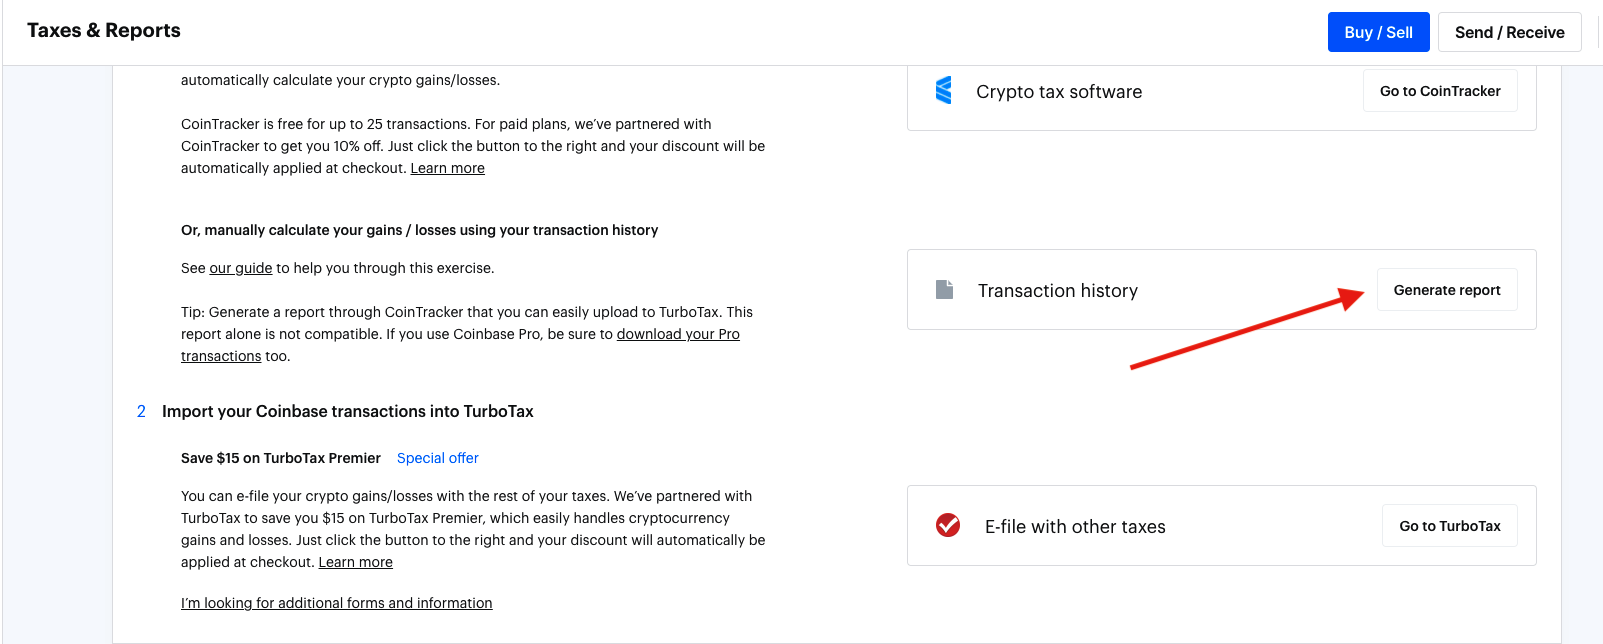 Taxes & Reports
Buy / Sell
Send / Receive
automatically calculate your crypto gains/losses.
CoinTracker is free for up to 25 transactions. For paid plans, we’ve partnered with
CoinTracker to get you 10% off. Just click the button to the right and your discount will be
automatically applied at checkout. Learn more
Crypto tax software
Go to CoinTracker
Or, manually calculate your gains / losses using your transaction history
See our guide to help you through this exercise.
Tip: Generate a report through CoinTracker that you can easily upload to TurboTax. This
report alone is not compatible. If you use Coinbase Pro, be sure to download your Pro
transactions too.
Transaction history
Generate report
2 Import your Coinbase transactions into TurboTax
Save $15 on TurboTax Premier Special offer
You can e-file your crypto gains/losses with the rest of your taxes. We’ve partnered with
TurboTax to save you $15 on TurboTax Premier, which easily handles cryptocurrency
gains and losses. Just click the button to the right and your discount will automatically be
applied at checkout. Learn more
E-file with other taxes
Go to TurboTax
I’m looking for additional forms and information